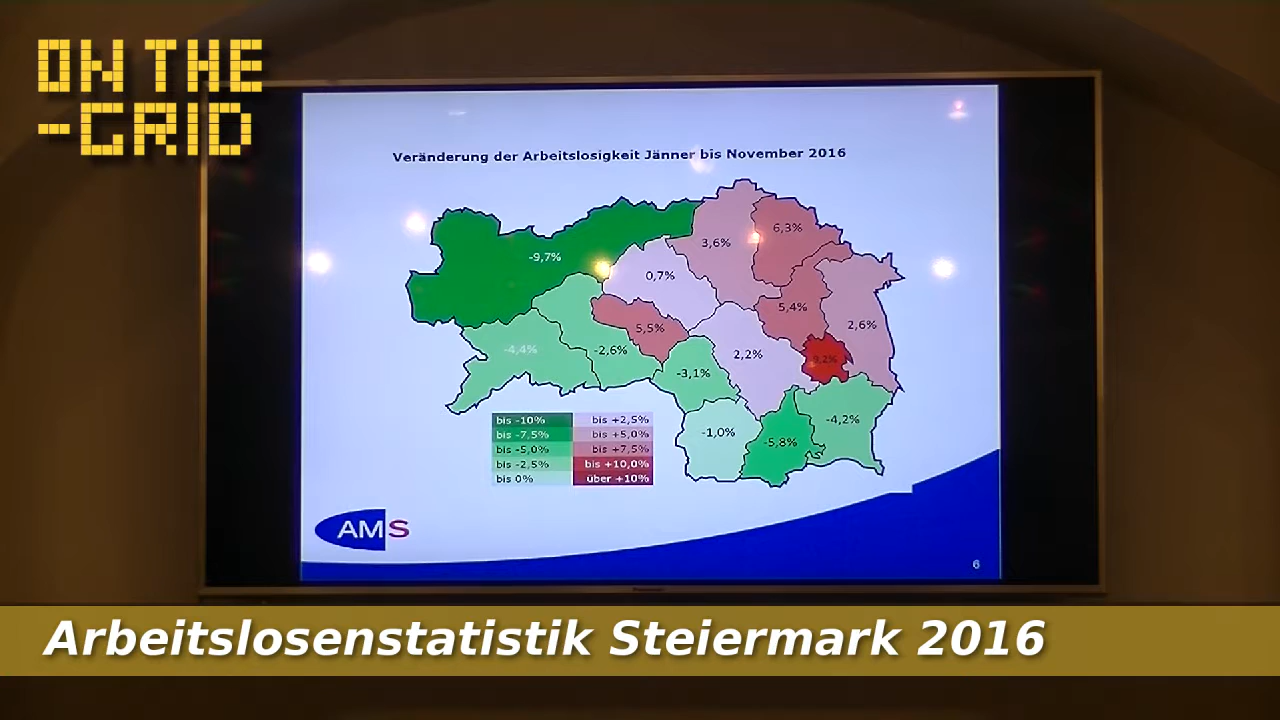 ON THE
-GRID
Veränderung der Arbeitslosigkeit Jänner bis November 2016
6,3%
3,6%
-9,7%
0,7%
5,4%
2,6%
5,5%
-4,4%
-2,6%
2,2%
-3,1%
-4,2%
-1,0%
-5,8%
bis -10% bis +2,5%
bis -7,5% bis +5,0%
bis -5,0% bis +7,5%
bis -2,5% bis +10,0%
bis 0% über +10%
AMS
6
Arbeitslosenstatistik Steiermark 2016